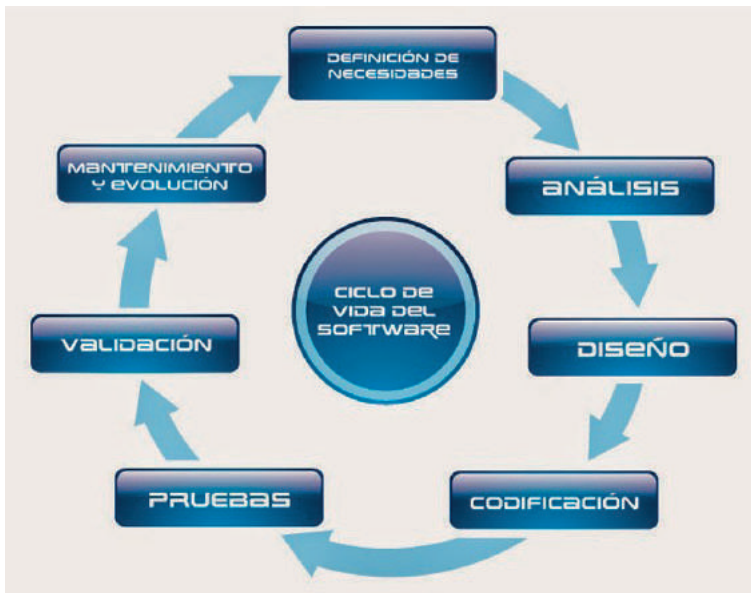 DEFINICIÓN DE
NECESIDADES
ANÁLISIS
DISEÑO
CODIFICACIÓN
PRUEBAS
VALIDACIÓN
MANTENIMIENTO
Y EVOLUCIÓN
CICLO DE
VIDA DEL
SOFTWARE